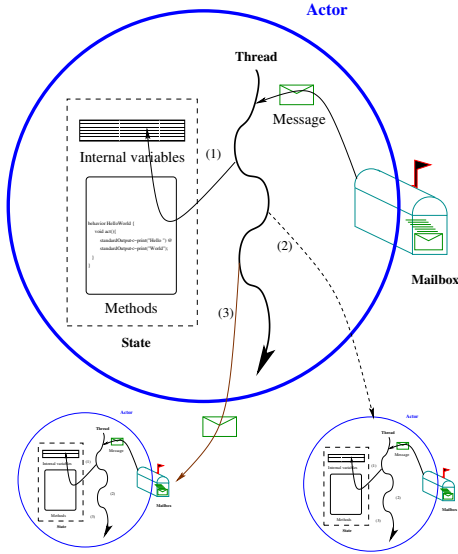 Actor
Thread
Message
(1)
Internal variables
behavior HelloWorld {
void act(){
standardOutput<-print("Hello ") @
standardOutput<-print("World");
}
}
(2)
Methods
(3)
Mailbox
State
Actor
Thread
Message
(1)
Internal variables
(2)
Methods
(3)
Mailbox
State
Actor
Thread
Message
(1)
Internal variables
(2)
Methods
(3)
Mailbox
State